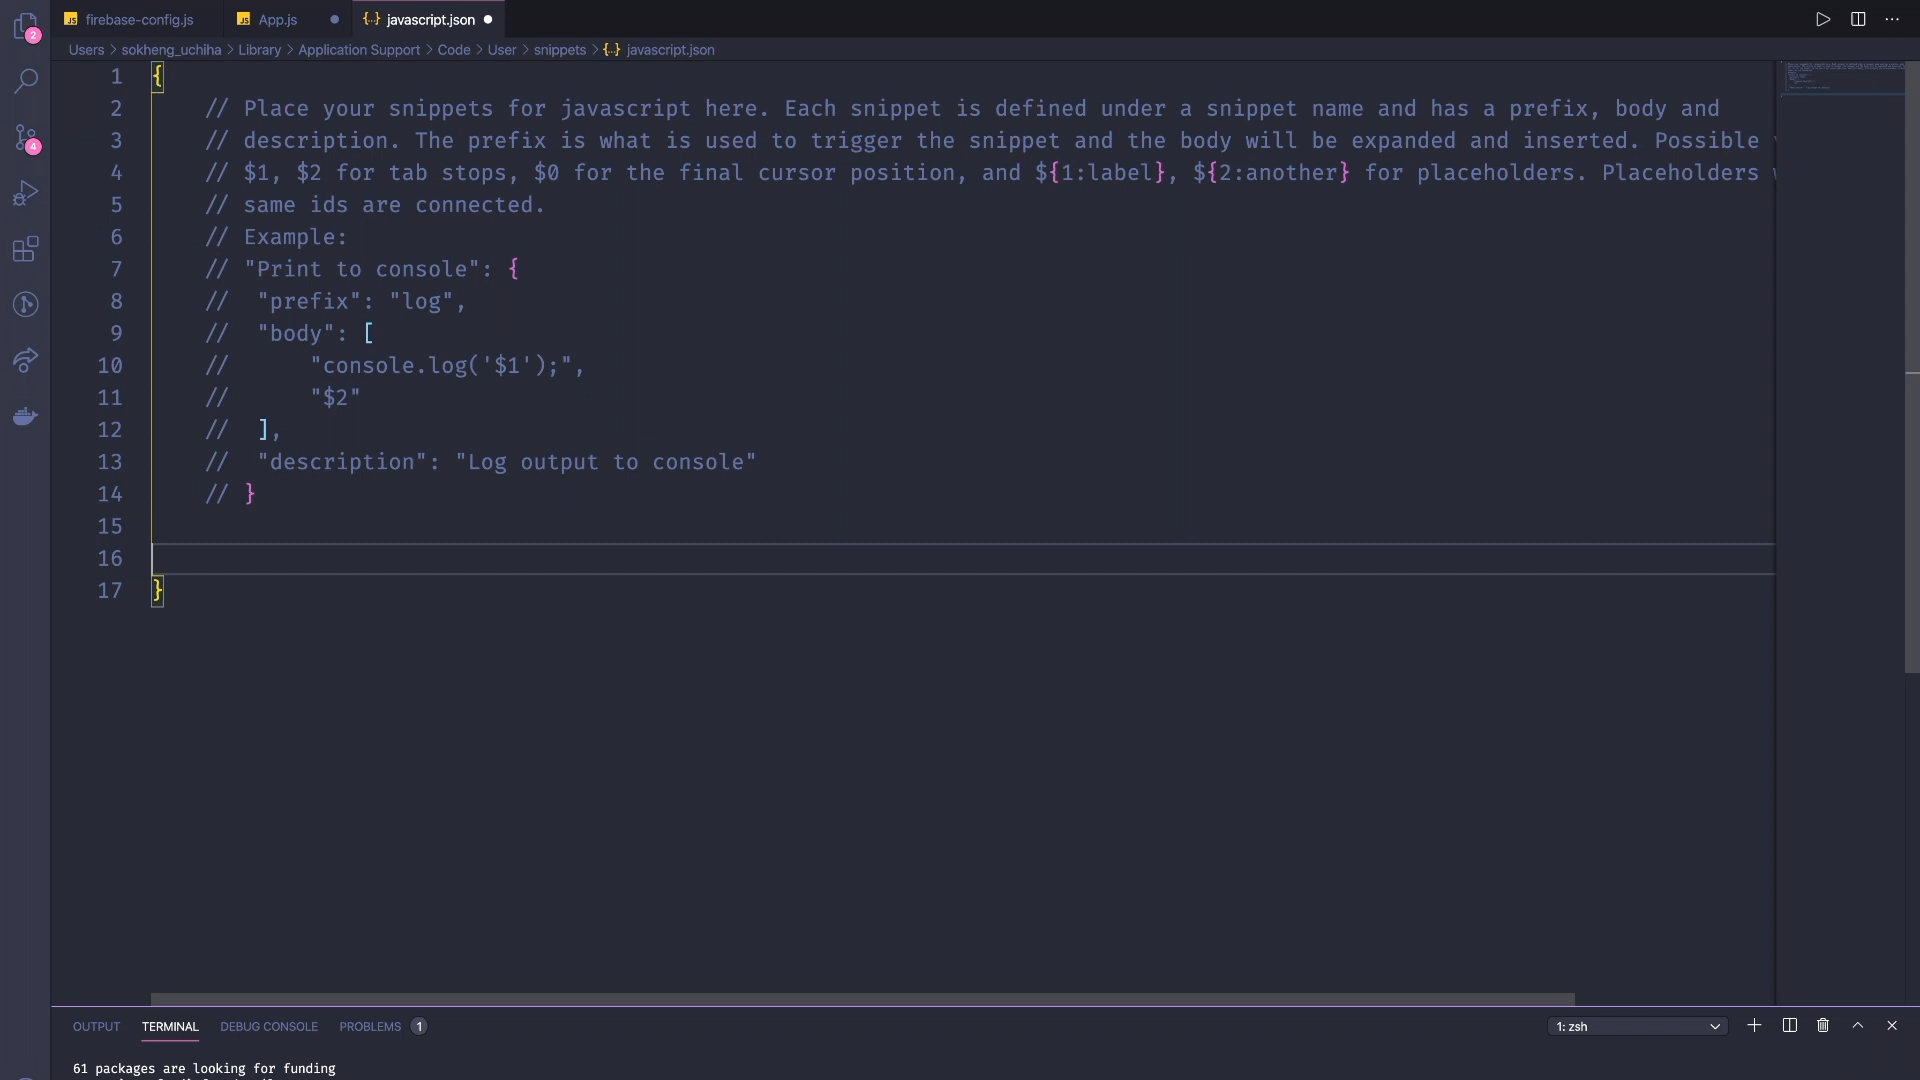 2
4
firebase-config.js
App.js
javascript.json
Users > sokheng_uchiha > Library > Application Support > Code > User > snippets > {..} javascript.json
1 {
2 // Place your snippets for javascript here. Each snippet is defined under a snippet name and has a prefix, body and
3 // description. The prefix is what is used to trigger the snippet and the body will be expanded and inserted. Possible
4 // $1, $2 for tab stops, $0 for the final cursor position, and ${1:label}, ${2:another} for placeholders. Placeholders
5 // same ids are connected.
6 // Example:
7 // "Print to console": {
8 //  "prefix": "log",
9 //  "body": [
10 //      "console.log('$1');",
11 //      "$2"
12 //  ],
13 //  "description": "Log output to console"
14 // }
15
16
17 }
OUTPUT TERMINAL DEBUG CONSOLE PROBLEMS 1
1: zsh
61 packages are looking for funding